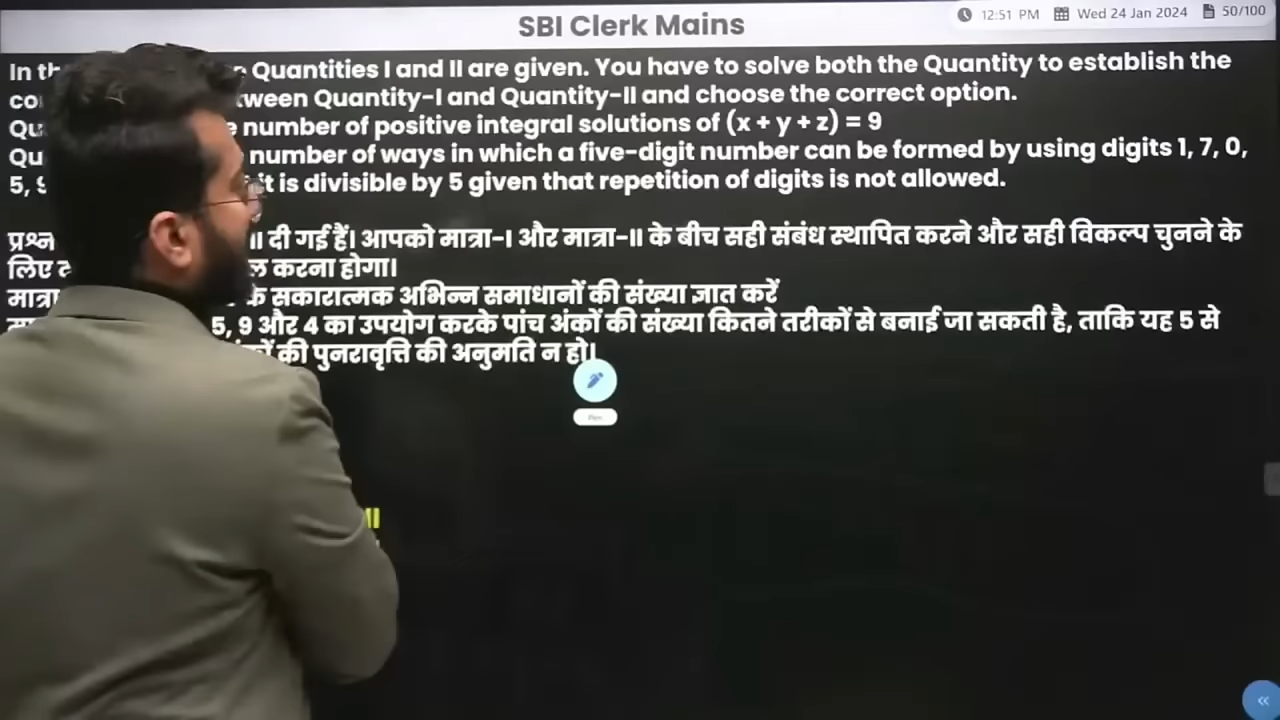 SBI Clerk Mains
12:51 PM Wed 24 Jan 2024 50/100
In Quantities I and II are given. You have to solve both the Quantity to establish the
between Quantity-I and Quantity-II and choose the correct option.
number of positive integral solutions of (x + y + z) = 9
number of ways in which a five-digit number can be formed by using digits 1, 7, 0,
5, it is divisible by 5 given that repetition of digits is not allowed.
प्रश्न II दी गई हैं। आपको मात्रा-I और मात्रा-II के बीच सही संबंध स्थापित करने और सही विकल्प चुनने के
लिए करना होगा।
के सकारात्मक अभिन्न समाधानों की संख्या ज्ञात करें
5, 9 और 4 का उपयोग करके पांच अंकों की संख्या कितने तरीकों से बनाई जा सकती है, ताकि यह 5 से
की पुनरावृत्ति की अनुमति न हो।
II